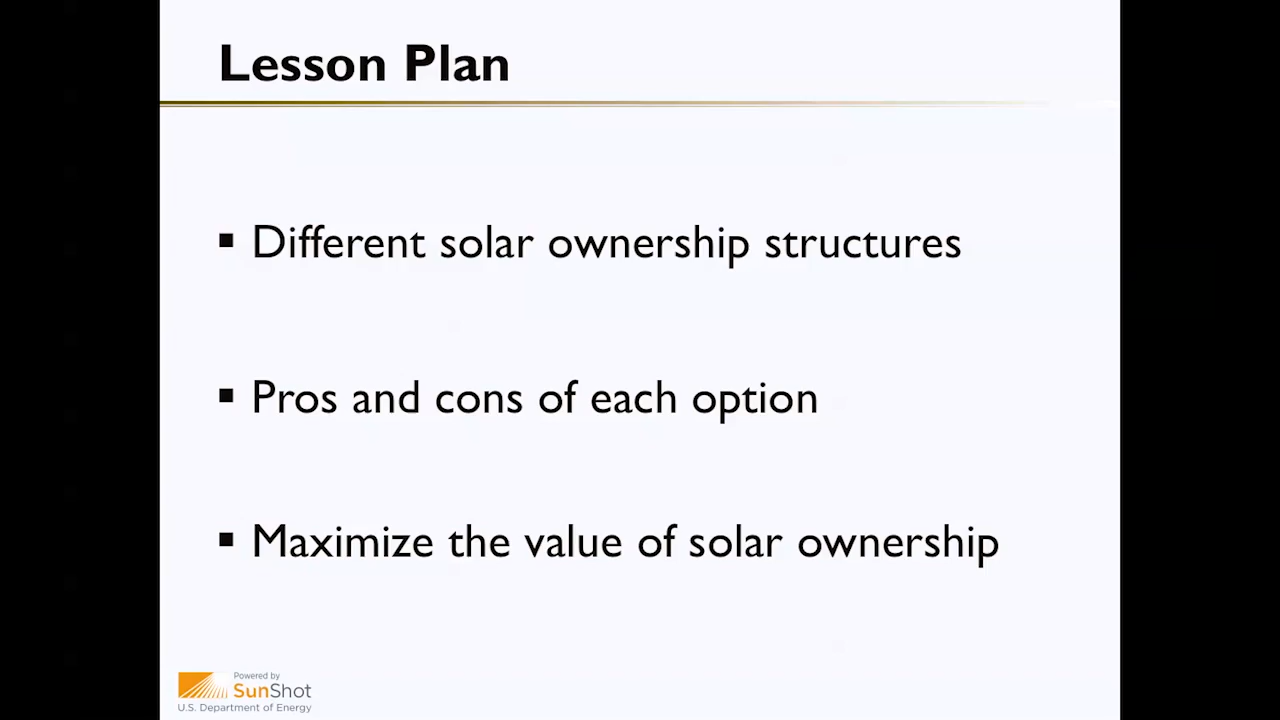 Lesson Plan
▪ Different solar ownership structures
▪ Pros and cons of each option
▪ Maximize the value of solar ownership
Powered by
SunShot
U.S. Department of Energy